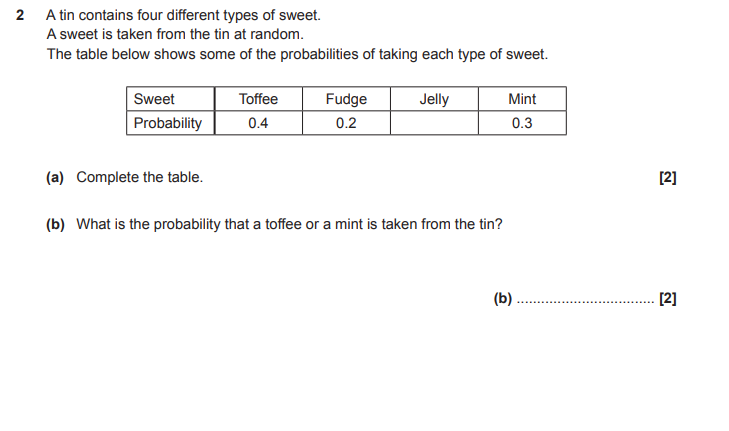 2 A tin contains four different types of sweet.
A sweet is taken from the tin at random.
The table below shows some of the probabilities of taking each type of sweet.
Sweet Toffee Fudge Jelly Mint
Probability 0.4 0.2 0.3
(a) Complete the table. [2]
(b) What is the probability that a toffee or a mint is taken from the tin?
(b) .................................. [2]